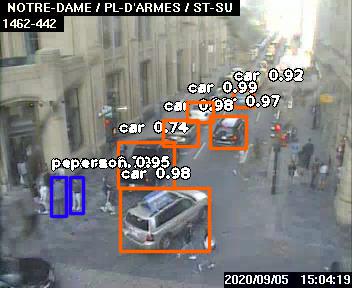 NOTRE-DAME / PL-D'ARMES / ST-SU
1462-442
car 0.92
car 0.99
car 0.98
0.97
car 0.74
person 0.95
car 0.98
2020/09/05 15:04:19